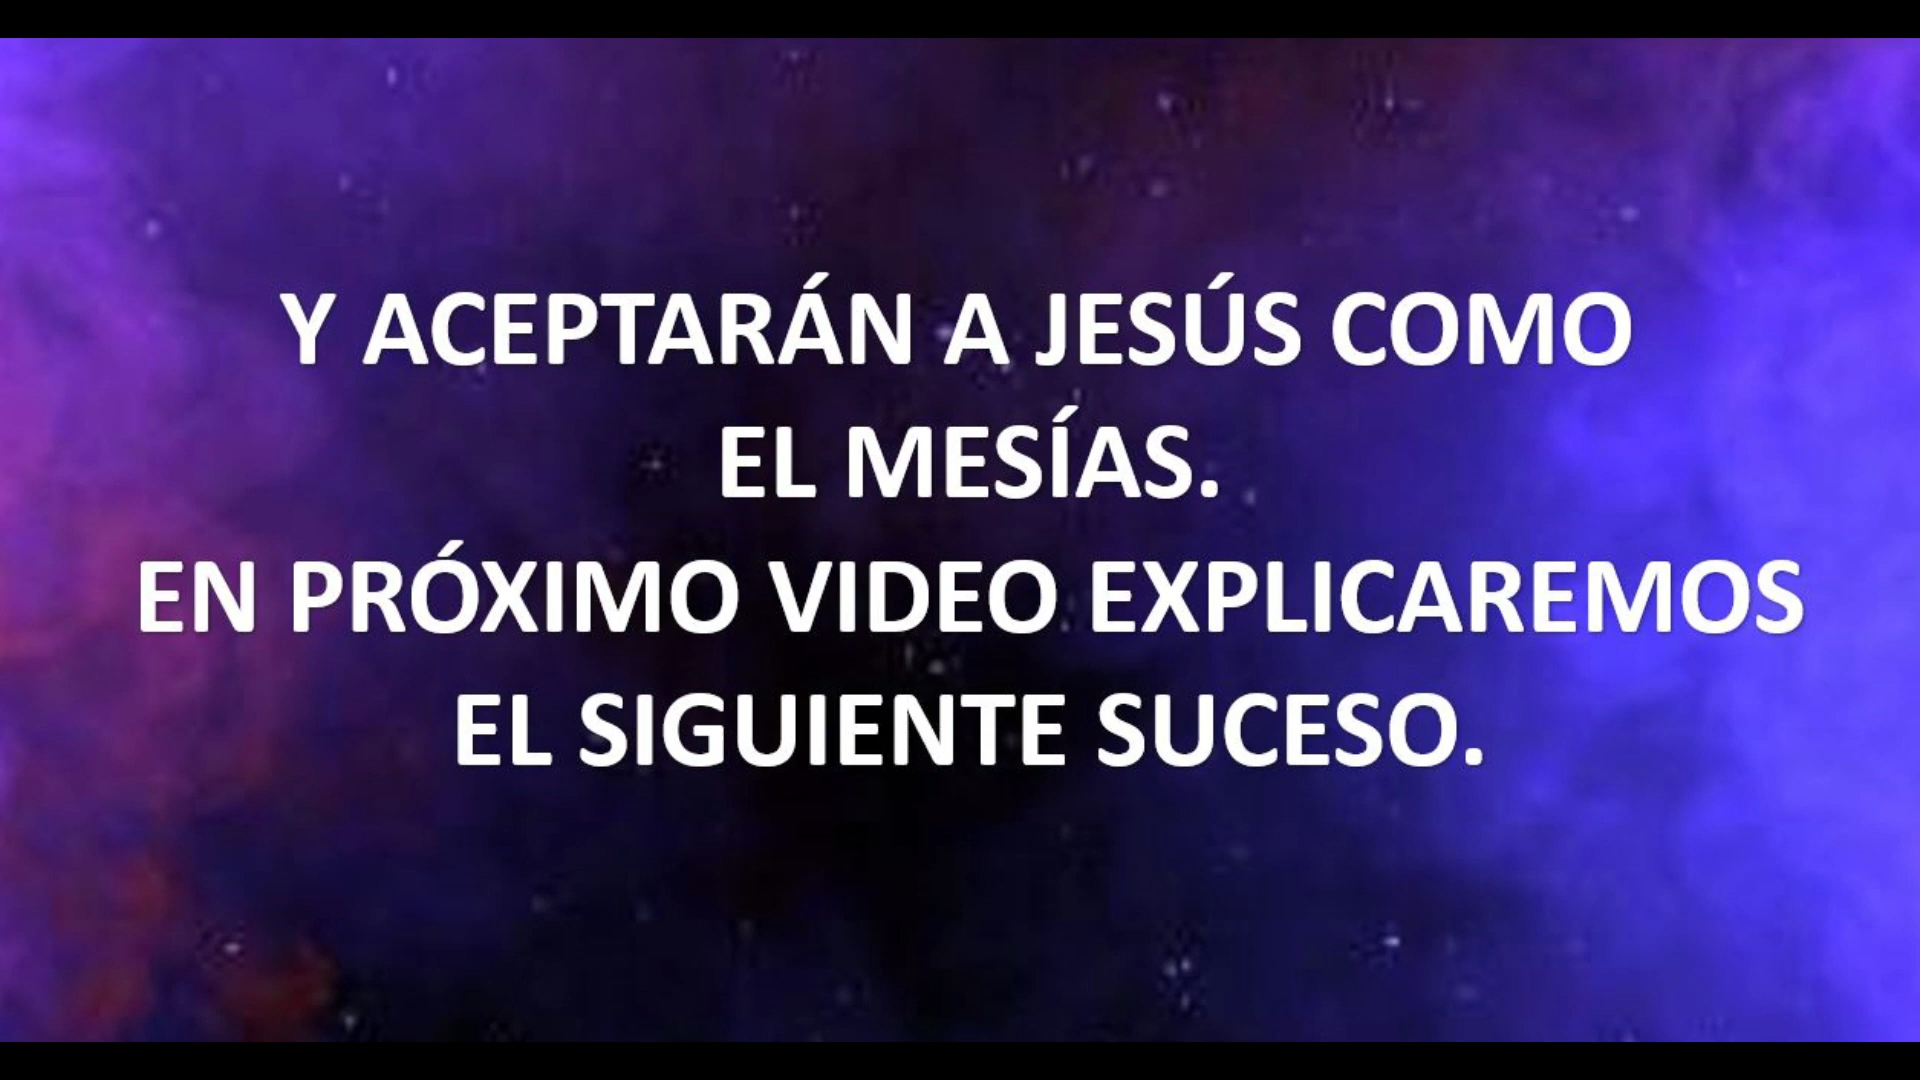 Y ACEPTARÁN A JESÚS COMO
EL MESÍAS.
EN PRÓXIMO VIDEO EXPLICAREMOS
EL SIGUIENTE SUCESO.